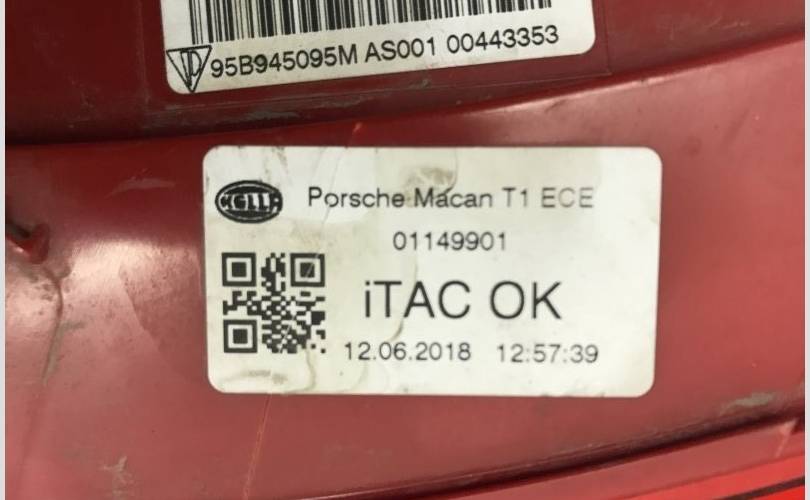 95B945095M AS001 00443353
HELLA
Porsche Macan T1 ECE
01149901
iTAC OK
12.06.2018 12:57:39